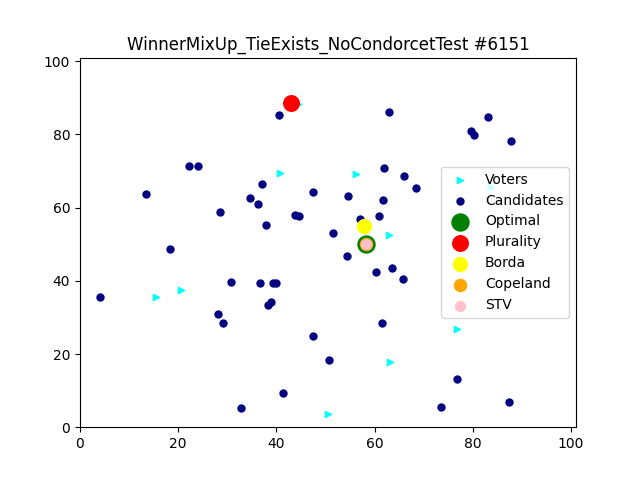 WinnerMixUp_TieExists_NoCondorcetTest #6151
100
80
60
40
20
0
0 20 40 60 80 100
Voters
Candidates
Optimal
Plurality
Borda
Copeland
STV